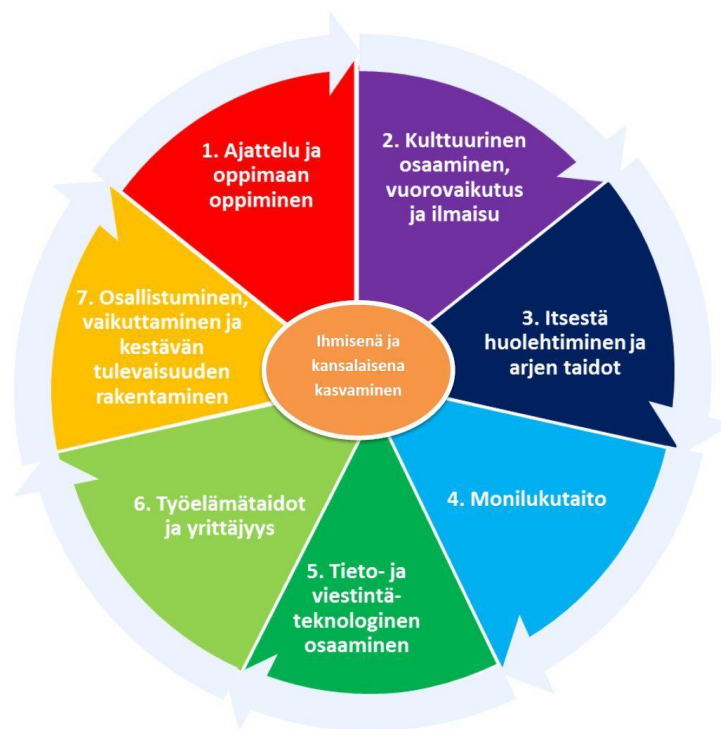 1. Ajattelu ja
oppimaan
oppiminen
2. Kulttuurinen
osaaminen,
vuorovaikutus
ja ilmaisu
3. Itsestä
huolehtiminen ja
arjen taidot
4. Monilukutaito
5. Tieto- ja
viestintä-
teknologinen
osaaminen
6. Työelämätaidot
ja yrittäjyys
7. Osallistuminen,
vaikuttaminen ja
kestävän
tulevaisuuden
rakentaminen
Ihmisenä ja
kansalaisena
kasvaminen